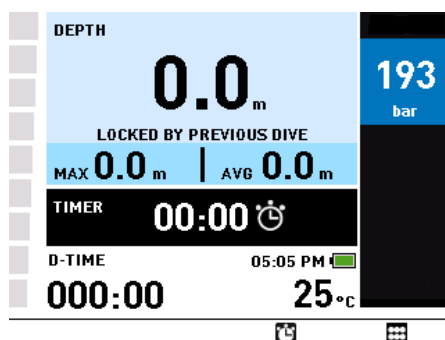 DEPTH
0.0 m
LOCKED BY PREVIOUS DIVE
MAX 0.0 m | AVG 0.0 m
TIMER 00:00
D-TIME 05:05 PM
000:00 25°C
193
bar